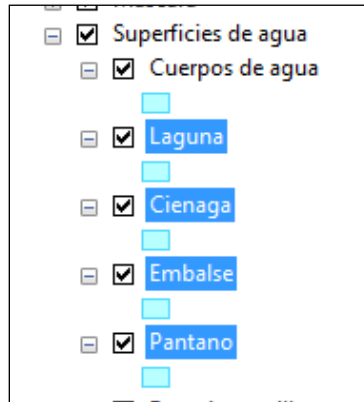 Superficies de agua
Cuerpos de agua
Laguna
Cienaga
Embalse
Pantano